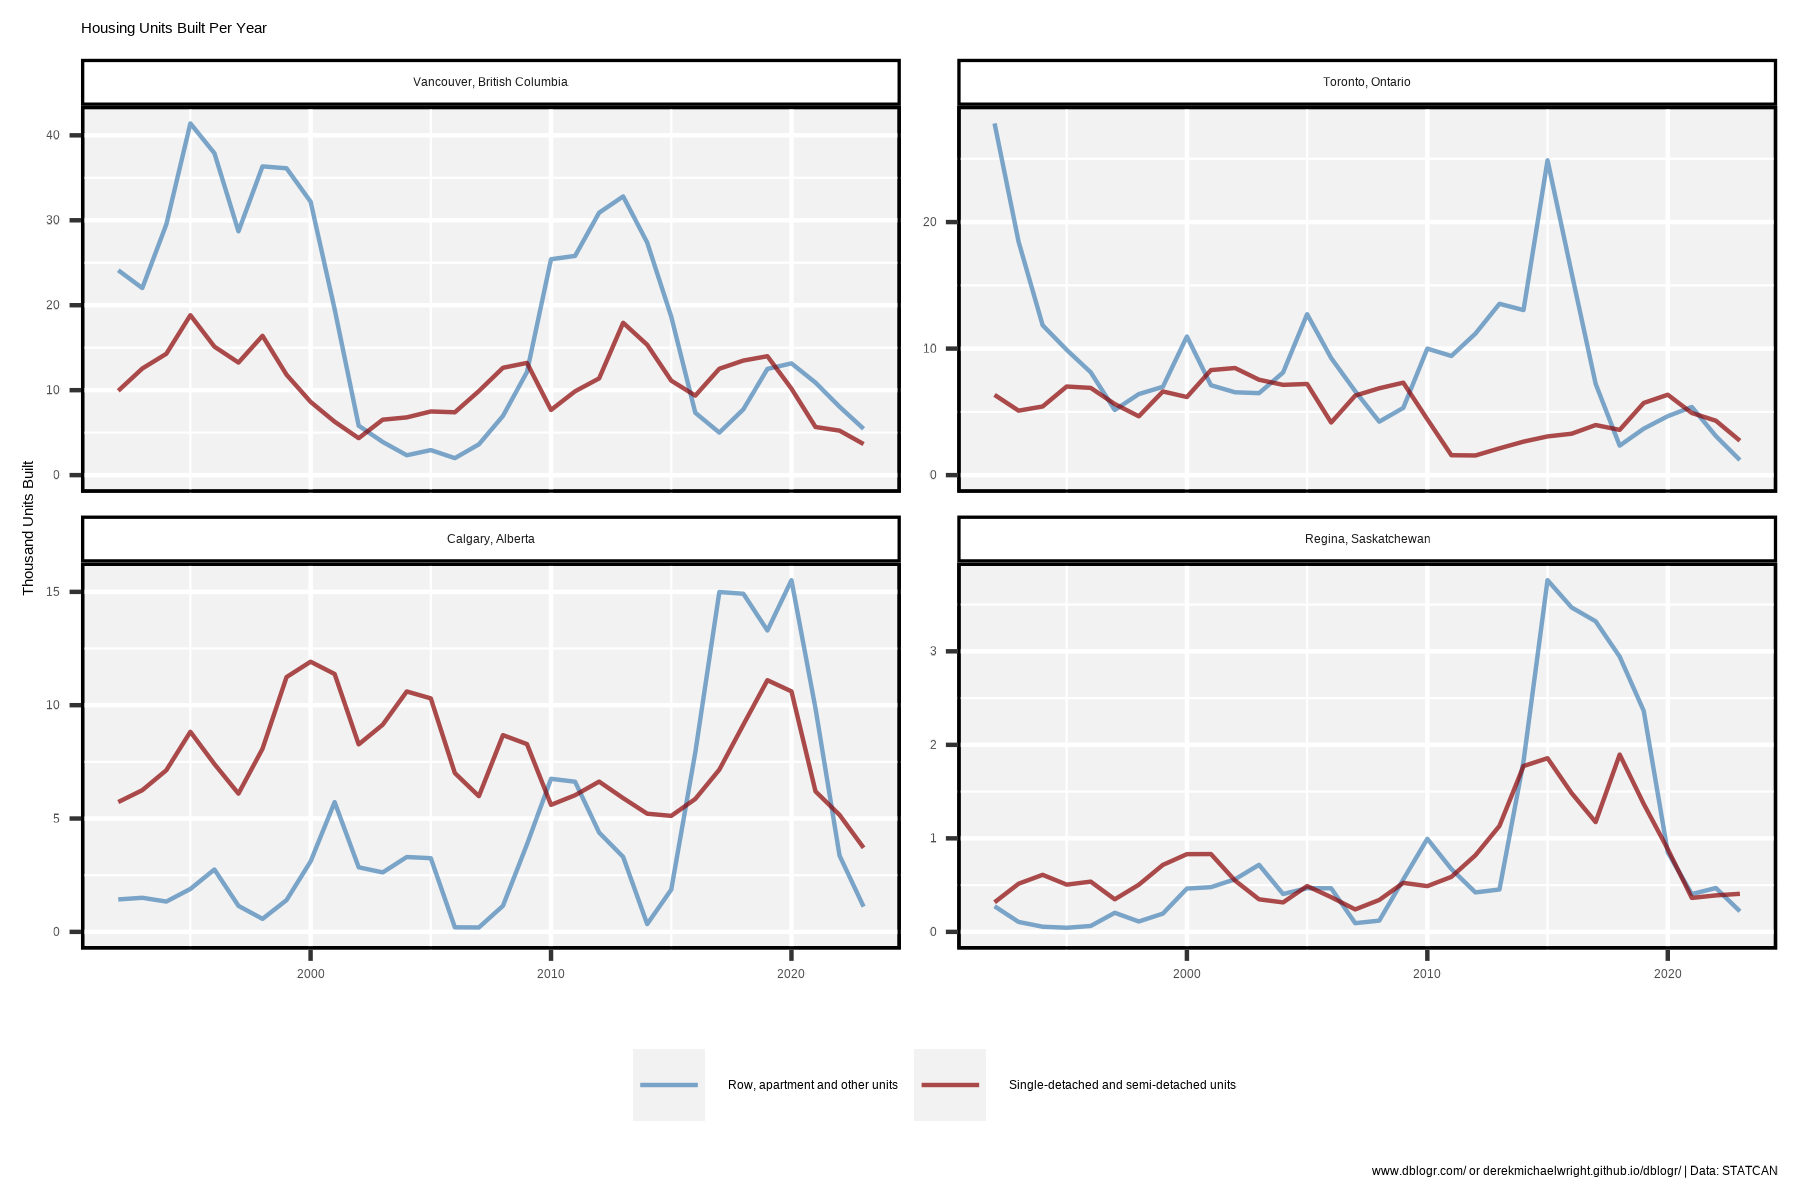 Housing Units Built Per Year
Vancouver, British Columbia
Toronto, Ontario
40
30
20
10
0
20
10
0
Thousand Units Built
Calgary, Alberta
Regina, Saskatchewan
15
10
5
0
3
2
1
0
2000
2010
2020
2000
2010
2020
Row, apartment and other units
Single-detached and semi-detached units
www.dblogr.com/ or derekmichaelwright.github.io/dblogr/ | Data: STATCAN